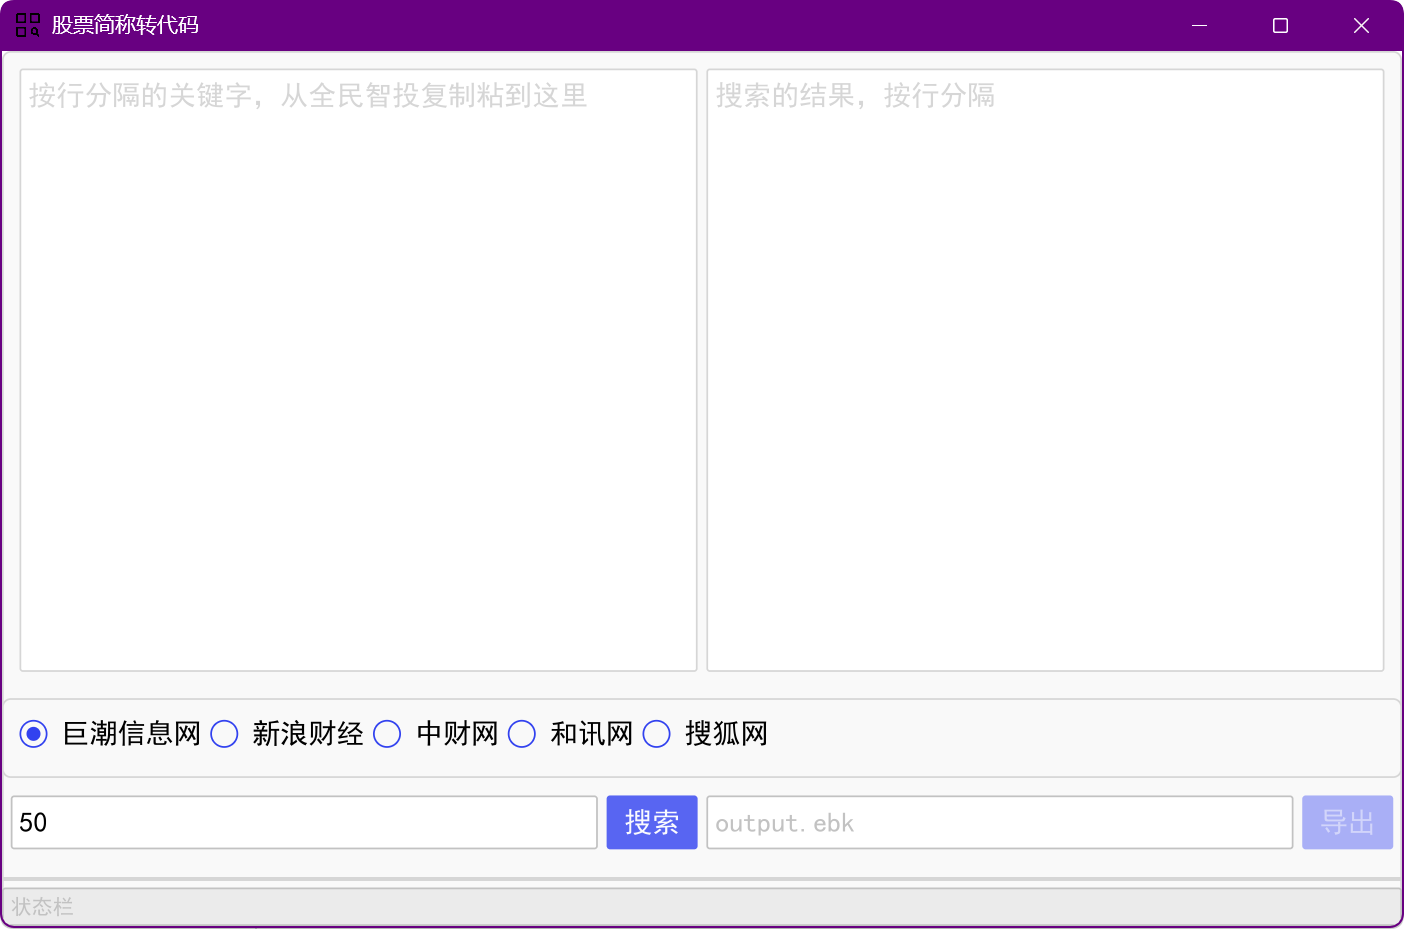 股票简称转代码
按行分隔的关键字，从全民智投复制粘到这里
搜索的结果，按行分隔
巨潮信息网 新浪财经 中财网 和讯网 搜狐网
50 搜索 output.ebk 导出
状态栏